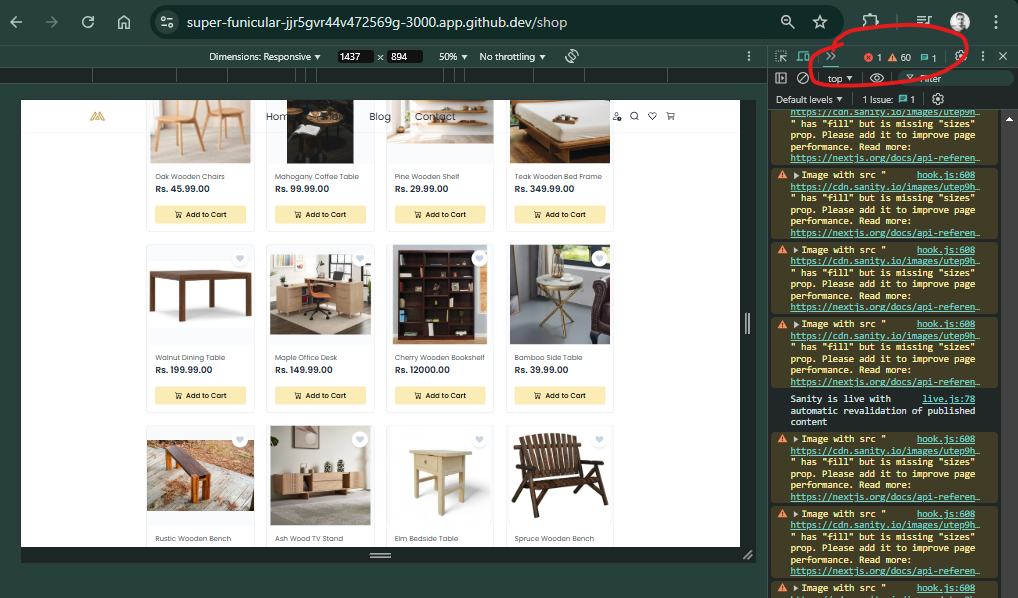 super-funicular-jjr5gvr44v472569g-3000.app.github.dev/shop
Dimensions: Responsive ▼ 1437 × 894 50% ▼ No throttling ▼
1 60 1
top ▼ Filter
Default levels ▼ 1 Issue: 1
Home Blog Contact
Oak Wooden Chairs
Rs. 45.99.00
Add to Cart
Mahogany Coffee Table
Rs. 99.99.00
Add to Cart
Pine Wooden Shelf
Rs. 29.99.00
Add to Cart
Teak Wooden Bed Frame
Rs. 349.99.00
Add to Cart
Walnut Dining Table
Rs. 199.99.00
Add to Cart
Maple Office Desk
Rs. 149.99.00
Add to Cart
Cherry Wooden Bookshelf
Rs. 12000.00
Add to Cart
Bamboo Side Table
Rs. 39.99.00
Add to Cart
Rustic Wooden Bench
Ash Wood TV Stand
Elm Bedside Table
Spruce Wooden Bench
https://cdn.sanity.io/images/utep9h…
" has "fill" but is missing "sizes"
prop. Please add it to improve page
performance. Read more:
https://nextjs.org/docs/api-referen…
Image with src " hook.js:608
https://cdn.sanity.io/images/utep9h…
" has "fill" but is missing "sizes"
prop. Please add it to improve page
performance. Read more:
https://nextjs.org/docs/api-referen…
Image with src " hook.js:608
https://cdn.sanity.io/images/utep9h…
" has "fill" but is missing "sizes"
prop. Please add it to improve page
performance. Read more:
https://nextjs.org/docs/api-referen…
Image with src " hook.js:608
https://cdn.sanity.io/images/utep9h…
" has "fill" but is missing "sizes"
prop. Please add it to improve page
performance. Read more:
https://nextjs.org/docs/api-referen…
Sanity is live with live.js:78
automatic revalidation of published
content
Image with src " hook.js:608
https://cdn.sanity.io/images/utep9h…
" has "fill" but is missing "sizes"
prop. Please add it to improve page
performance. Read more:
https://nextjs.org/docs/api-referen…
Image with src " hook.js:608
https://cdn.sanity.io/images/utep9h…
" has "fill" but is missing "sizes"
prop. Please add it to improve page
performance. Read more:
https://nextjs.org/docs/api-referen…
Image with src " hook.js:608